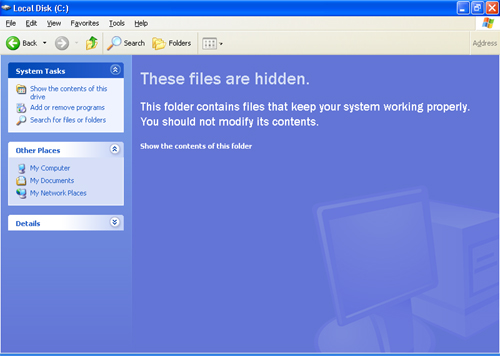 Local Disk (C:)
File Edit View Favorites Tools Help
Back Search Folders Address
System Tasks
Show the contents of this
drive
Add or remove programs
Search for files or folders
Other Places
My Computer
My Documents
My Network Places
Details
These files are hidden.
This folder contains files that keep your system working properly.
You should not modify its contents.
Show the contents of this folder